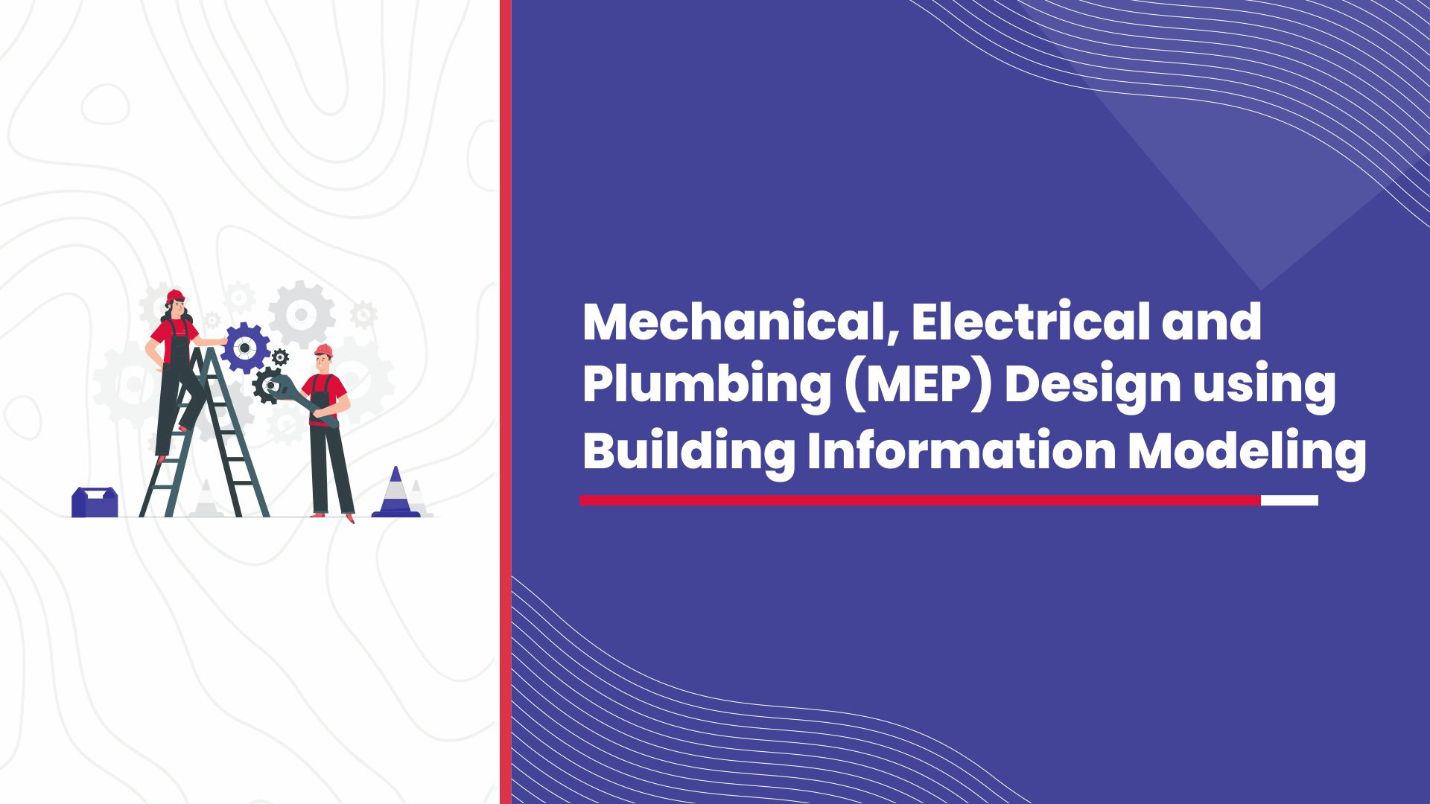 Mechanical, Electrical and
Plumbing (MEP) Design using
Building Information Modeling